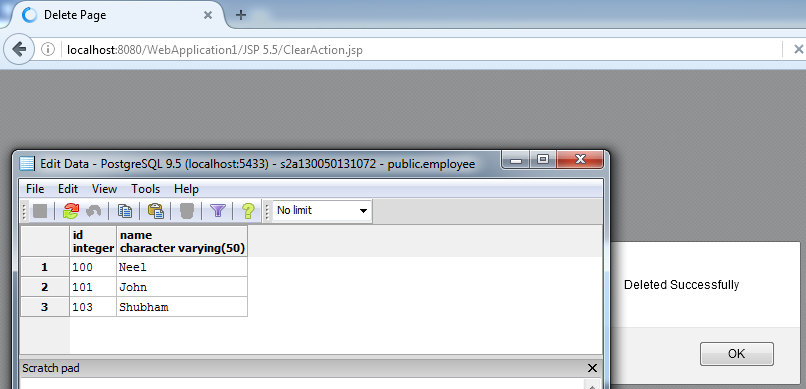 Delete Page
localhost:8080/WebApplication1/JSP 5.5/ClearAction.jsp
Edit Data - PostgreSQL 9.5 (localhost:5433) - s2a130050131072 - public.employee
File Edit View Tools Help
No limit
id name
integer character varying(50)
1 100 Neel
2 101 John
3 103 Shubham
Deleted Successfully
OK
Scratch pad